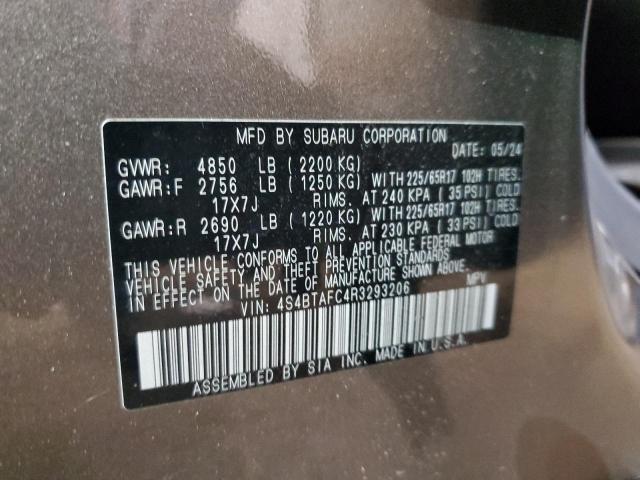 MFD BY SUBARU CORPORATION
DATE: 05/24
GVWR: 4850 LB (2200 KG)
GAWR:F 2756 LB (1250 KG) WITH 225/65R17 102H TIRES.
17X7J RIMS. AT 240 KPA (35 PSI) COLD
GAWR:R 2690 LB (1220 KG) WITH 225/65R17 102H TIRES.
17X7J RIMS. AT 230 KPA (33 PSI) COLD
THIS VEHICLE CONFORMS TO ALL APPLICABLE FEDERAL MOTOR
VEHICLE SAFETY AND THEFT PREVENTION STANDARDS
IN EFFECT ON THE DATE OF MANUFACTURE SHOWN ABOVE.
VIN: 4S4BTAFC4R3293206 MPV
ASSEMBLED BY SIA INC. MADE IN U.S.A.